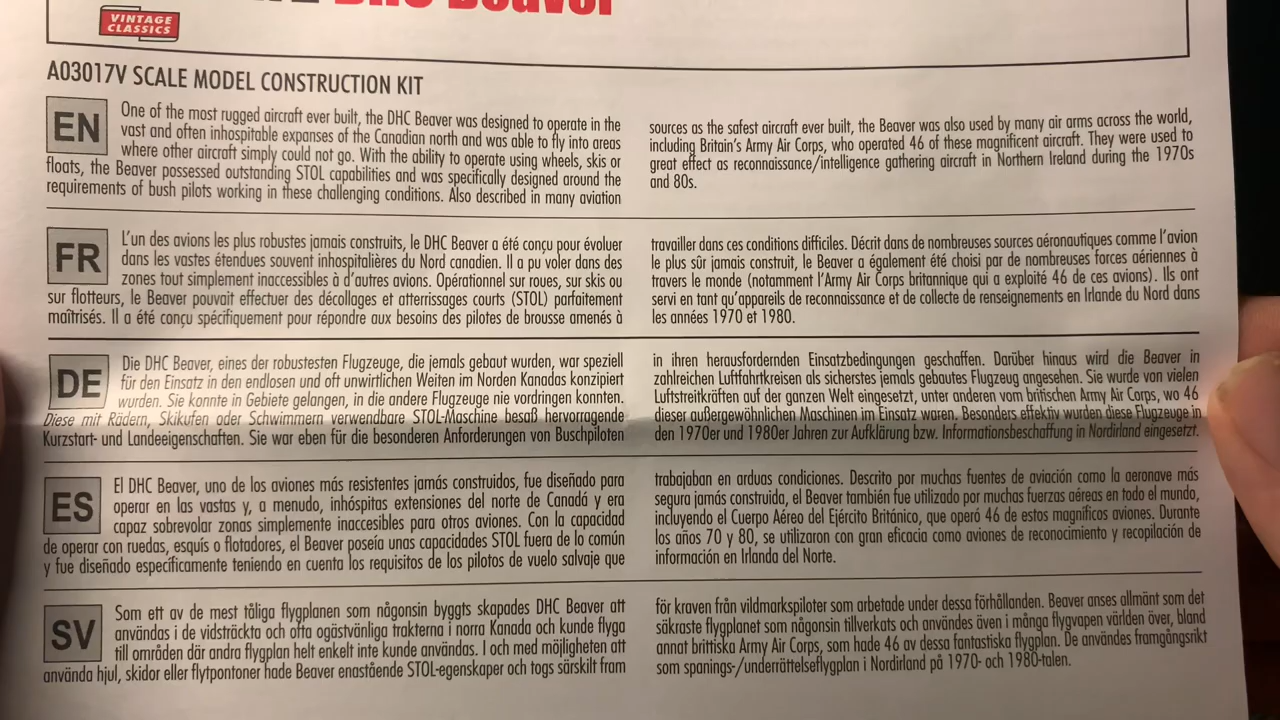 DHC Beaver
VINTAGE
CLASSICS
A03017V SCALE MODEL CONSTRUCTION KIT
EN
One of the most rugged aircraft ever built, the DHC Beaver was designed to operate in the
vast and often inhospitable expanses of the Canadian north and was able to fly into areas
where other aircraft simply could not go. With the ability to operate using wheels, skis or
floats, the Beaver possessed outstanding STOL capabilities and was specifically designed around the
requirements of bush pilots working in these challenging conditions. Also described in many aviation
sources as the safest aircraft ever built, the Beaver was also used by many air arms across the world,
including Britain's Army Air Corps, who operated 46 of these magnificent aircraft. They were used to
great effect as reconnaissance/intelligence gathering aircraft in Northern Ireland during the 1970s
and 80s.
FR
L'un des avions les plus robustes jamais construits, le DHC Beaver a été conçu pour évoluer
dans les vastes étendues souvent inhospitalières du Nord canadien. Il a pu voler dans des
zones tout simplement inaccessibles à d'autres avions. Opérationnel sur roues, sur skis ou
sur flotteurs, le Beaver pouvait effectuer des décollages et atterrissages courts (STOL) parfaitement
maîtrisés. Il a été conçu spécifiquement pour répondre aux besoins des pilotes de brousse amenés à
travailler dans ces conditions difficiles. Décrit dans de nombreuses sources aéronautiques comme l'avion
le plus sûr jamais construit, le Beaver a également été choisi par de nombreuses forces aériennes à
travers le monde (notamment l'Army Air Corps britannique qui a exploité 46 de ces avions). Ils ont
servi en tant qu'appareils de reconnaissance et de collecte de renseignements en Irlande du Nord dans
les années 1970 et 1980.
DE
Die DHC Beaver, eines der robustesten Flugzeuge, die jemals gebaut wurden, war speziell
für den Einsatz in den endlosen und oft unwirtlichen Weiten im Norden Kanadas konzipiert
wurden. Sie konnte in Gebiete gelangen, in die andere Flugzeuge nie vordringen konnten.
Diese mit Rädern, Skikufen oder Schwimmern verwendbare STOL-Maschine besaß hervorragende
Kurzstart- und Landeeigenschaften. Sie war eben für die besonderen Anforderungen von Buschpiloten
in ihren herausfordernden Einsatzbedingungen geschaffen. Darüber hinaus wird die Beaver in
zahlreichen Luftfahrtkreisen als sicherstes jemals gebautes Flugzeug angesehen. Sie wurde von vielen
Luftstreitkräften auf der ganzen Welt eingesetzt, unter anderem vom britischen Army Air Corps, wo 46
dieser außergewöhnlichen Maschinen im Einsatz waren. Besonders effektiv wurden diese Flugzeuge in
den 1970er und 1980er Jahren zur Aufklärung bzw. Informationsbeschaffung in Nordirland eingesetzt.
ES
El DHC Beaver, uno de los aviones más resistentes jamás construidos, fue diseñado para
operar en las vastas y, a menudo, inhóspitas extensiones del norte de Canadá y era
capaz sobrevolar zonas simplemente inaccesibles para otros aviones. Con la capacidad
de operar con ruedas, esquís o flotadores, el Beaver poseía unas capacidades STOL fuera de lo común
y fue diseñado específicamente teniendo en cuenta los requisitos de los pilotos de vuelo salvaje que
trabajaban en arduas condiciones. Descrito por muchas fuentes de aviación como la aeronave más
segura jamás construida, el Beaver también fue utilizado por muchas fuerzas aéreas en todo el mundo,
incluyendo el Cuerpo Aéreo del Ejército Británico, que operó 46 de estos magníficos aviones. Durante
los años 70 y 80, se utilizaron con gran eficacia como aviones de reconocimiento y recopilación de
información en Irlanda del Norte.
SV
Som ett av de mest tåliga flygplanen som någonsin byggts skapades DHC Beaver att
användas i de vidsträckta och ofta ogästvänliga trakterna i norra Kanada och kunde flyga
till områden där andra flygplan helt enkelt inte kunde användas. I och med möjligheten att
använda hjul, skidor eller flytpontoner hade Beaver enastående STOL-egenskaper och togs särskilt fram
för kraven från vildmarkspiloter som arbetade under dessa förhållanden. Beaver anses allmänt som det
säkraste flygplanet som någonsin tillverkats och användes även i många flygvapen världen över, bland
annat brittiska Army Air Corps, som hade 46 av dessa fantastiska flygplan. De användes framgångsrikt
som spanings-/underrättelseflygplan i Nordirland på 1970- och 1980-talen.